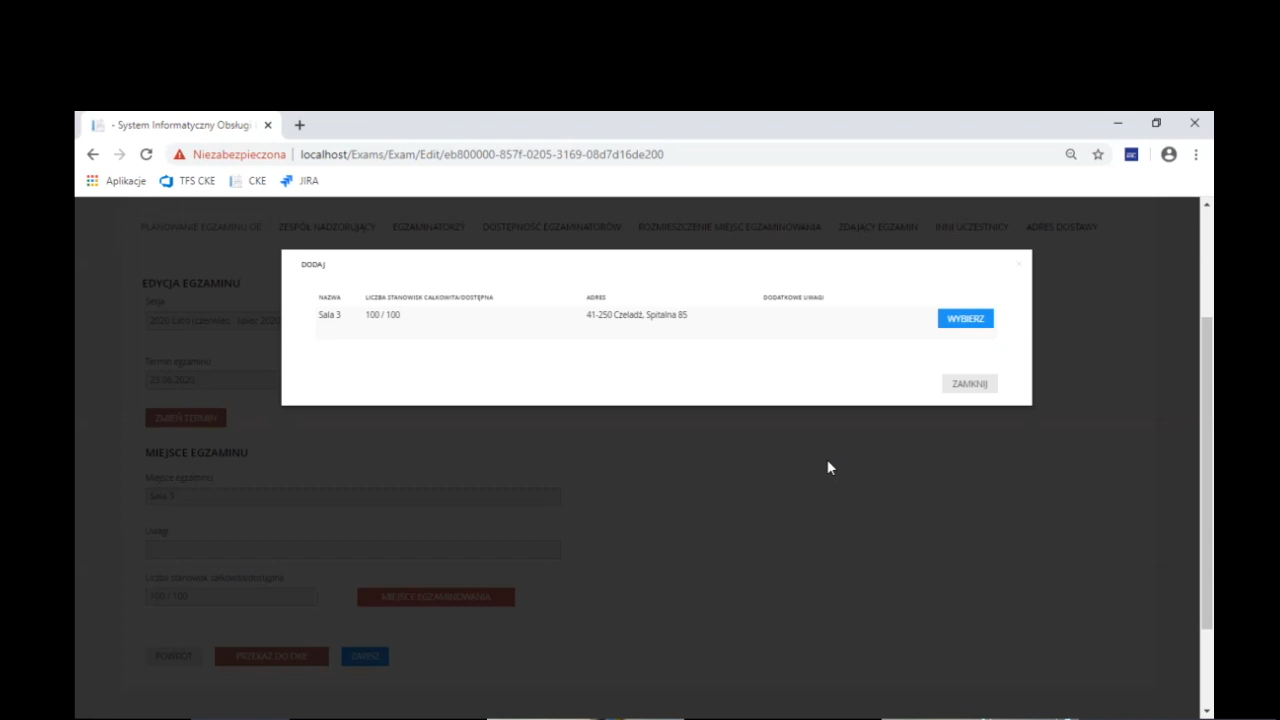 - System Informatyczny Obsługi
Niezabezpieczona
localhost/Exams/Exam/Edit/eb800000-857f-0205-3169-08d7d16de200
Aplikacje
TFS CKE
CKE
JIRA
PLANOWANIE EGZAMINU OE
ZESPÓŁ NADZORUJĄCY
EGZAMINATORZY
DOSTĘPNOŚĆ EGZAMINATORÓW
ROZMIESZCZENIE MIEJSC EGZAMINOWANIA
ZDAJĄCY EGZAMIN
INNI UCZESTNICY
ADRES DOSTAWY
DODAJ
NAZWA LICZBA STANOWISK CAŁKOWITA/DOSTĘPNA ADRES DODATKOWE UWAGI
Sala 3 100 / 100 41-250 Czeladź, Spitalna 85 WYBIERZ
ZAMKNIJ
EDYCJA EGZAMINU
Sesja
2020 Lato (czerwiec - lipiec 2020
Termin egzaminu
23.06.2020
ZMIEŃ TERMIN
MIEJSCE EGZAMINU
Miejsce egzaminu
Sala 3
Uwagi
Liczba stanowisk całkowita/dostępna
100 / 100
MIEJSCE EGZAMINOWANIA
POWRÓT
PRZEKAŻ DO OKE
ZAPISZ